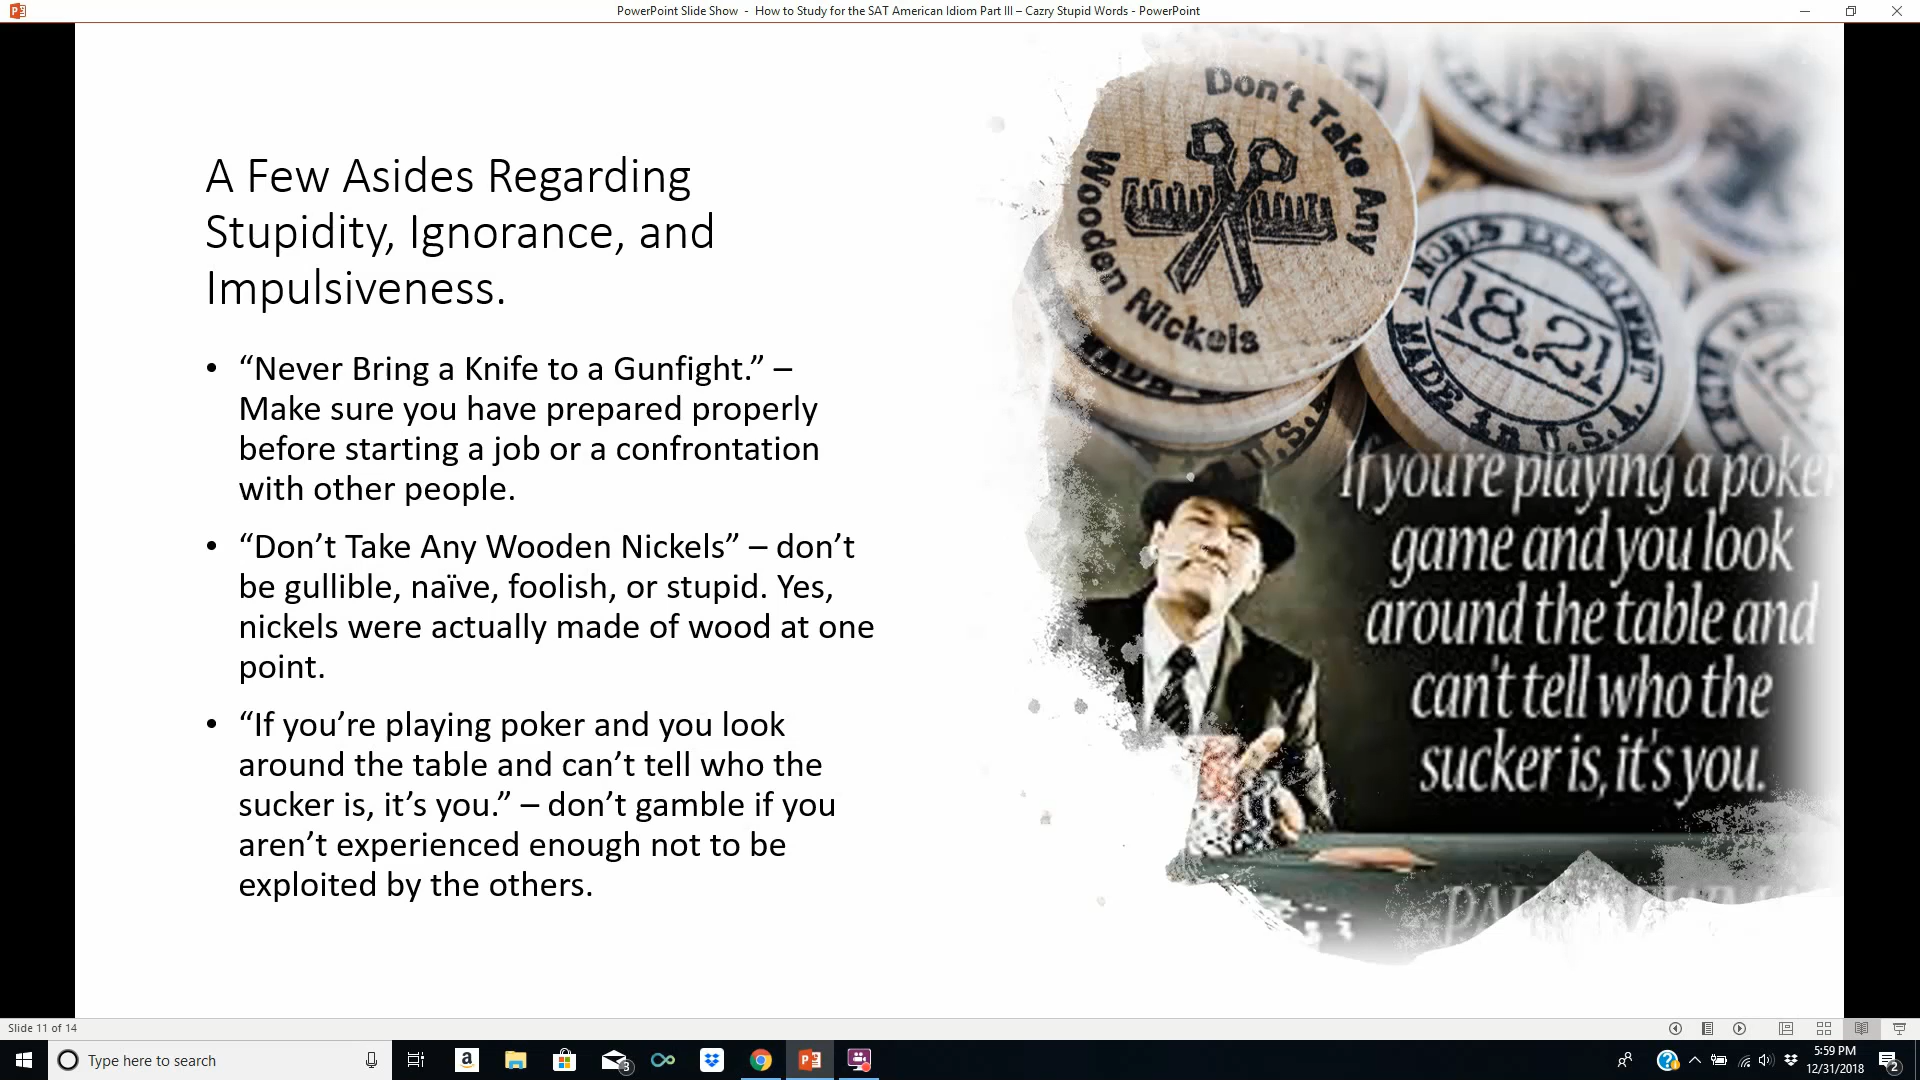 PowerPoint Slide Show - How to Study for the SAT American Idiom Part III – Cazry Stupid Words - PowerPoint
A Few Asides Regarding
Stupidity, Ignorance, and
Impulsiveness.
• “Never Bring a Knife to a Gunfight.” –
Make sure you have prepared properly
before starting a job or a confrontation
with other people.
• “Don’t Take Any Wooden Nickels” – don’t
be gullible, naïve, foolish, or stupid. Yes,
nickels were actually made of wood at one
point.
• “If you’re playing poker and you look
around the table and can’t tell who the
sucker is, it’s you.” – don’t gamble if you
aren’t experienced enough not to be
exploited by the others.
Don't Take Any
Wooden Nickels
18.21
MADE in U.S.A.
If you're playing a poker
game and you look
around the table and
can't tell who the
sucker is, it's you.
Slide 11 of 14
Type here to search
3
5:59 PM
12/31/2018
2